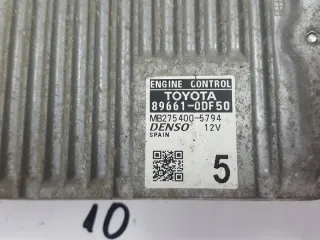 ENGINE CONTROL
TOYOTA
89661-0DF50
MB275400-5794
DENSO 12V
SPAIN
5
10